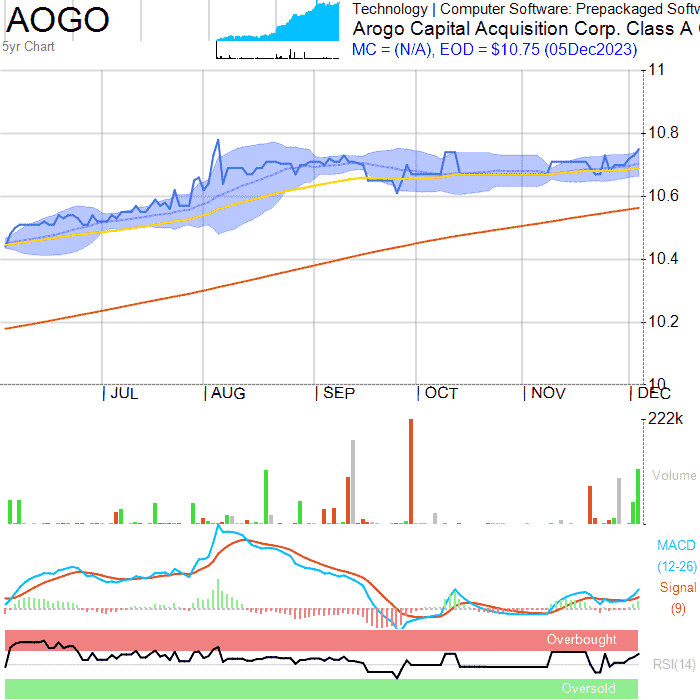 AOGO
5yr Chart
Technology | Computer Software: Prepackaged Softw
Arogo Capital Acquisition Corp. Class A
MC = (N/A), EOD = $10.75 (05Dec2023)
11
10.8
10.6
10.4
10.2
10
| JUL | AUG | SEP | OCT | NOV | DEC
222k
Volume
MACD
(12-26)
Signal
(9)
Overbought
RSI(14)
Oversold